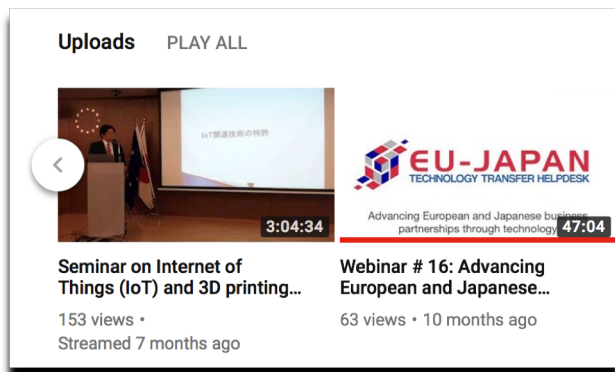 Uploads PLAY ALL
IoT関連技術の特許
3:04:34
EU-JAPAN
TECHNOLOGY TRANSFER HELPDESK
Advancing European and Japanese business
partnerships through technology
47:04
Seminar on Internet of
Things (IoT) and 3D printing...
153 views •
Streamed 7 months ago
Webinar # 16: Advancing
European and Japanese...
63 views • 10 months ago